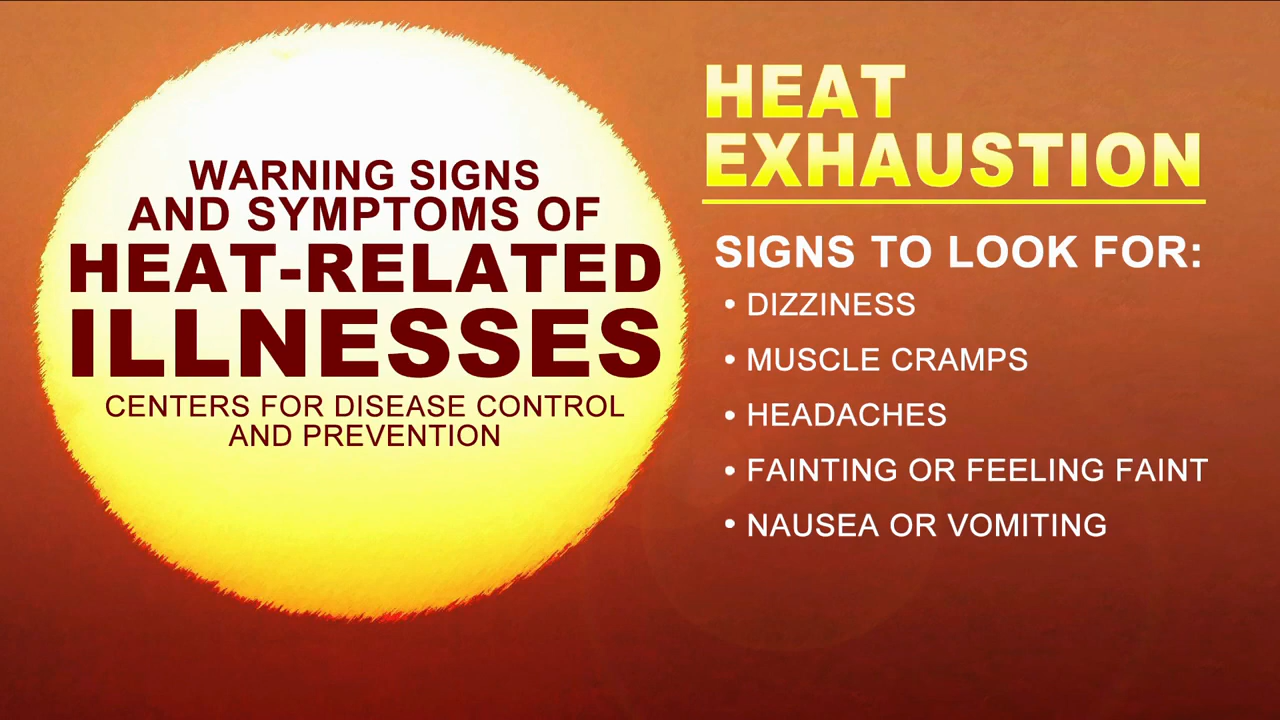 WARNING SIGNS
AND SYMPTOMS OF
HEAT-RELATED
ILLNESSES
CENTERS FOR DISEASE CONTROL
AND PREVENTION
HEAT
EXHAUSTION
SIGNS TO LOOK FOR:
• DIZZINESS
• MUSCLE CRAMPS
• HEADACHES
• FAINTING OR FEELING FAINT
• NAUSEA OR VOMITING